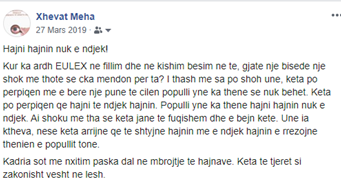 Xhevat Meha
27 Mars 2019
Hajni hajnin nuk e ndjek!
Kur ka ardh EULEX ne fillim dhe ne kishim besim ne te, gjate nje bisede nje
shok me thote se cka mendon per ta? I thash me sa po shoh une, keta po
perpiqen me e bere nje pune te cilen populli yne ka thene se nuk behet. Keta
po perpiqen qe hajni te ndjek hajnin. Populli yne ka thene hajni hajnin nuk e
ndjek. Ai shoku me tha se keta jane te fuqishem dhe e bejn kete. Une ia
ktheva, nese keta arrijne qe te shtyjne hajnin me e ndjek hajnin e rrezojne
thenien e popullit tone.
Kadria sot me nxitim paska dal ne mbrojtje te hajnave. Keta te tjeret si
zakonisht vesht ne lesh.